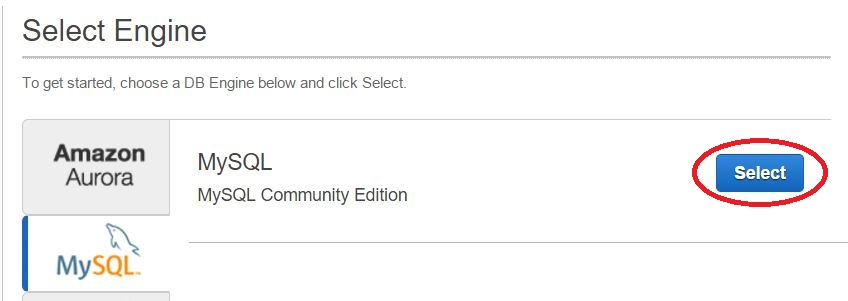 Select Engine
To get started, choose a DB Engine below and click Select.
Amazon
Aurora
MySQL
MySQL Community Edition
Select
MySQL™